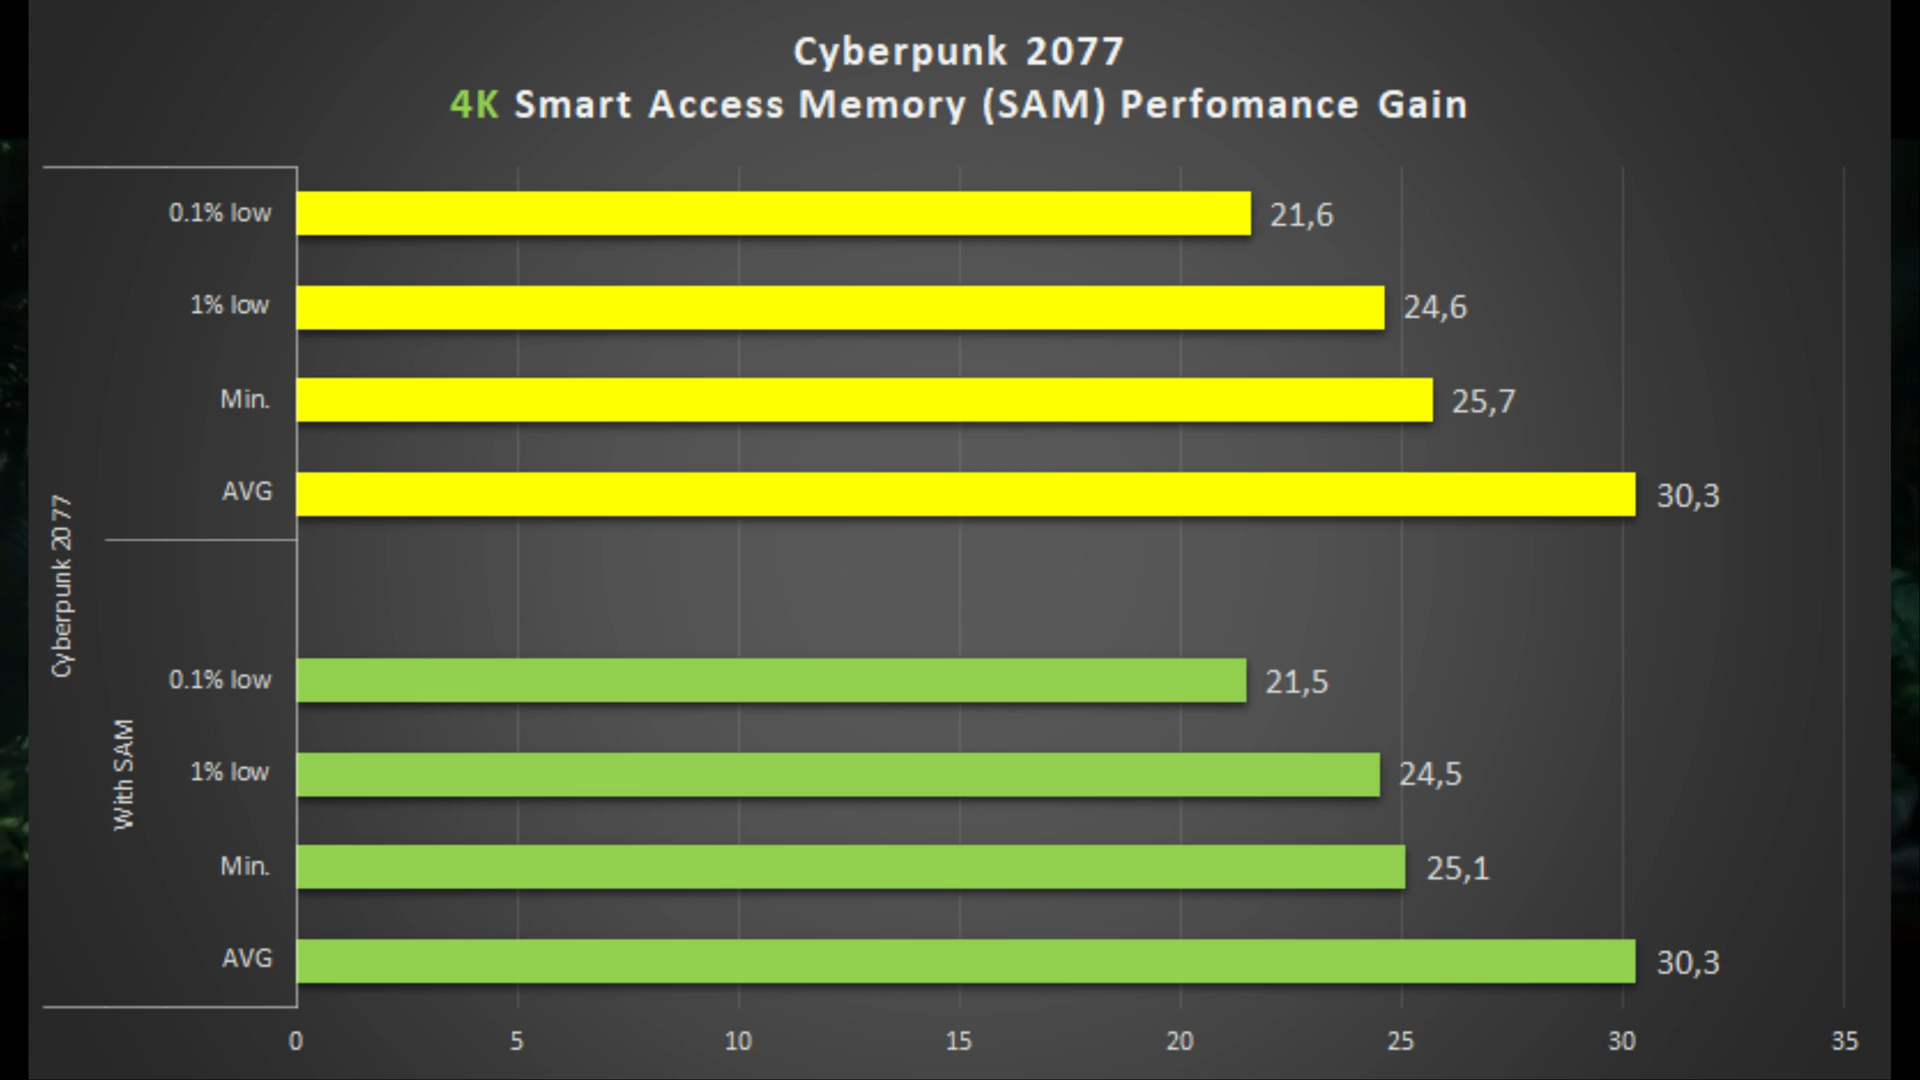 Cyberpunk 2077
4K Smart Access Memory (SAM) Perfomance Gain
0.1% low 21,6
1% low 24,6
Min. 25,7
AVG 30,3
Cyberpunk 2077
0.1% low 21,5
1% low 24,5
With SAM
Min. 25,1
AVG 30,3
0 5 10 15 20 25 30 35